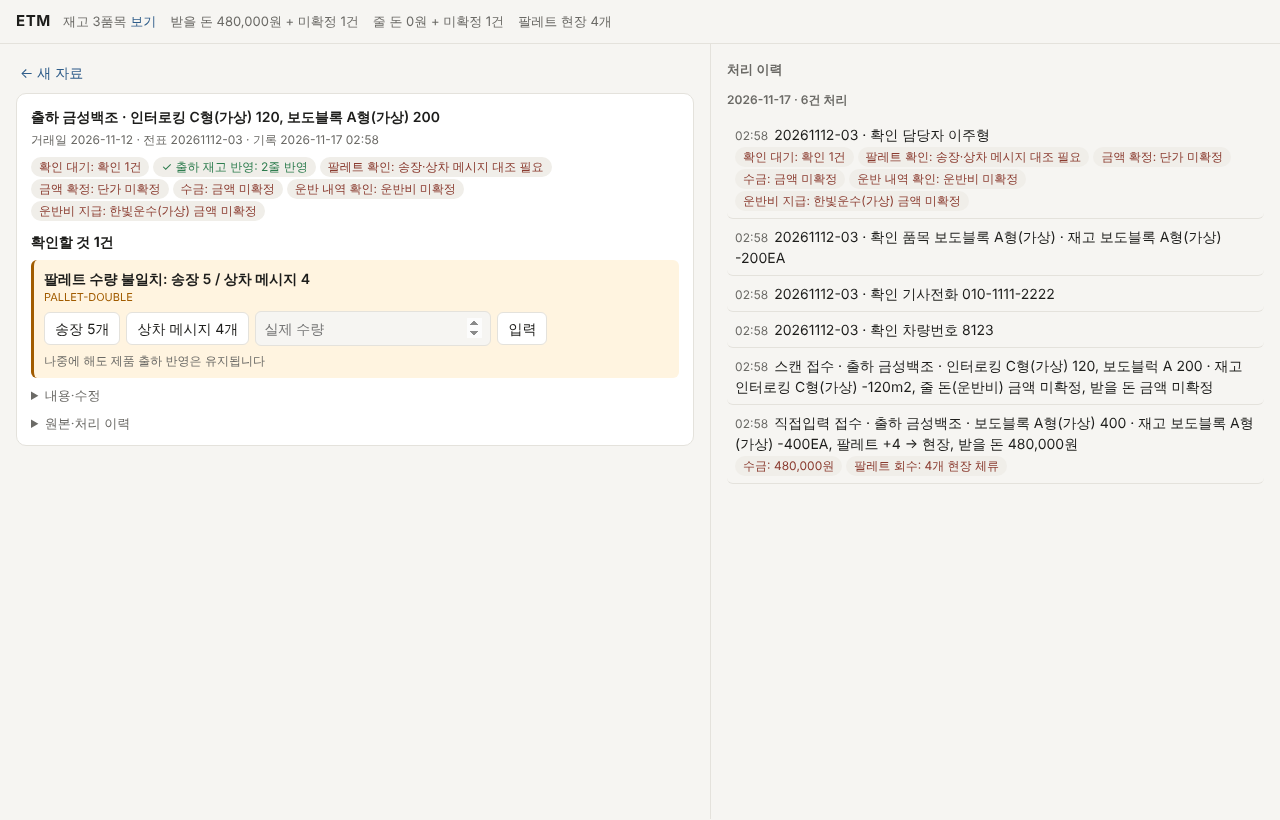 ETM 재고 3품목 보기 받을 돈 480,000원 + 미확정 1건 줄 돈 0원 + 미확정 1건 팔레트 현장 4개
← 새 자료
출하 금성백조 · 인터로킹 C형(가상) 120, 보도블록 A형(가상) 200
거래일 2026-11-12 · 전표 20261112-03 · 기록 2026-11-17 02:58
확인 대기: 확인 1건 ✓ 출하 재고 반영: 2줄 반영 팔레트 확인: 송장·상차 메시지 대조 필요
금액 확정: 단가 미확정 수금: 금액 미확정 운반 내역 확인: 운반비 미확정
운반비 지급: 한빛운수(가상) 금액 미확정
확인할 것 1건
팔레트 수량 불일치: 송장 5 / 상차 메시지 4
PALLET-DOUBLE
송장 5개 상차 메시지 4개 실제 수량 입력
나중에 해도 제품 출하 반영은 유지됩니다
▶ 내용·수정
▶ 원본·처리 이력
처리 이력
2026-11-17 · 6건 처리
02:58 20261112-03 · 확인 담당자 이주형
확인 대기: 확인 1건 팔레트 확인: 송장·상차 메시지 대조 필요 금액 확정: 단가 미확정
수금: 금액 미확정 운반 내역 확인: 운반비 미확정
운반비 지급: 한빛운수(가상) 금액 미확정
02:58 20261112-03 · 확인 품목 보도블록 A형(가상) · 재고 보도블록 A형(가상)
-200EA
02:58 20261112-03 · 확인 기사전화 010-1111-2222
02:58 20261112-03 · 확인 차량번호 8123
02:58 스캔 접수 · 출하 금성백조 · 인터로킹 C형(가상) 120, 보도블럭 A 200 · 재고
인터로킹 C형(가상) -120m2, 줄 돈(운반비) 금액 미확정, 받을 돈 금액 미확정
02:58 직접입력 접수 · 출하 금성백조 · 보도블록 A형(가상) 400 · 재고 보도블록 A형
(가상) -400EA, 팔레트 +4 → 현장, 받을 돈 480,000원
수금: 480,000원 팔레트 회수: 4개 현장 체류